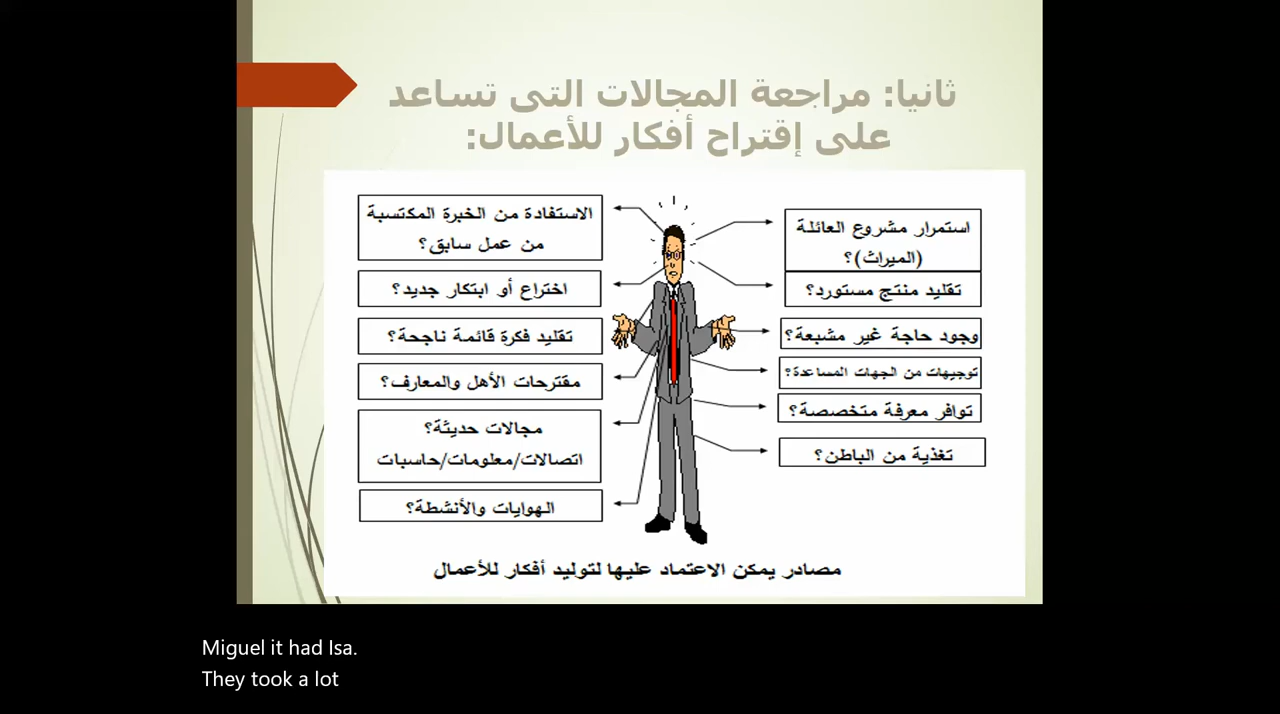 ثانيا: مراجعة المجالات التى تساعد
على إقتراح أفكار للأعمال:
استمرار مشروع العائلة
(الميراث)؟
تقليد منتج مستورد؟
وجود حاجة غير مشبعة؟
توجيهات من الجهات المساعدة؟
توافر معرفة متخصصة؟
تغذية من الباطن؟
الاستفادة من الخبرة المكتسبة
من عمل سابق؟
اختراع أو ابتكار جديد؟
تقليد فكرة قائمة ناجحة؟
مقترحات الأهل والمعارف؟
مجالات حديثة؟
اتصالات/معلومات/حاسبات
الهوايات والأنشطة؟
مصادر يمكن الاعتماد عليها لتوليد أفكار للأعمال
Miguel it had Isa.
They took a lot